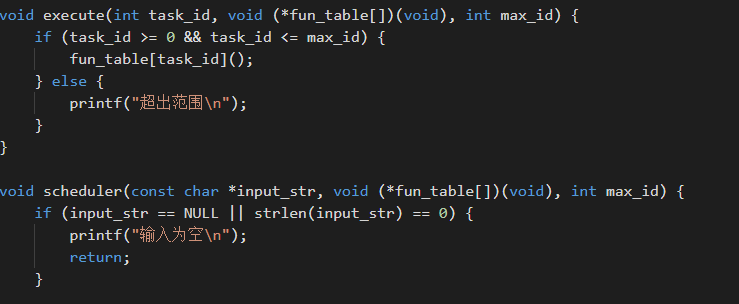 void execute(int task_id, void (*fun_table[])(void), int max_id) {
    if (task_id >= 0 && task_id <= max_id) {
        fun_table[task_id]();
    } else {
        printf("超出范围\n");
    }
}

void scheduler(const char *input_str, void (*fun_table[])(void), int max_id) {
    if (input_str == NULL || strlen(input_str) == 0) {
        printf("输入为空\n");
        return;
    }